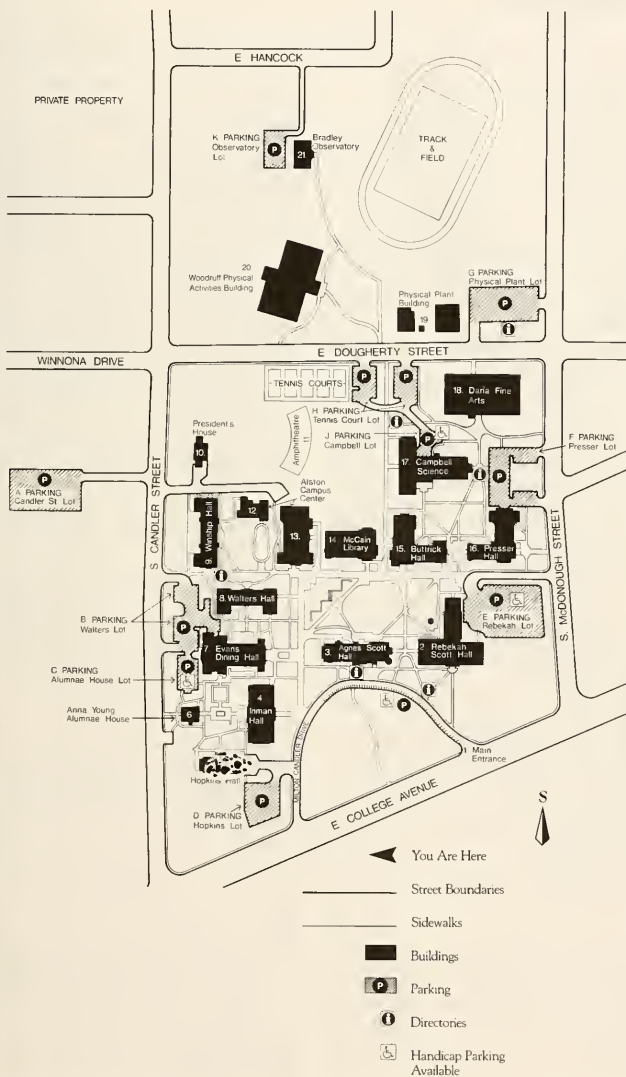 E HANCOCK
PRIVATE PROPERTY
K PARKING
Observatory
Lot
P
21
Bradley
Observatory
TRACK
&
FIELD
20
Woodruff Physical
Activities Building
G PARKING
Physical Plant Lot
P
Physical Plant
Building
19
WINNONA DRIVE
E DOUGHERTY STREET
TENNIS COURTS
P
P
18. Dana Fine
Arts
H PARKING
Tennis Court Lot
J PARKING
Campbell Lot
P
F PARKING
Presser Lot
President's
House
10.
Amphitheatre
11
17. Campbell
Science
P
P
A PARKING
Candler St Lot
S CANDLER STREET
Alston
Campus
Center
12
9. Winship Hall
13.
14 McCain
Library
15. Buttrick
Hall
16. Presser
Hall
S. McDONOUGH STREET
B PARKING
Walters Lot
P
8. Walters Hall
P
E PARKING
Rebekah Lot
7
Evans
Dining Hall
3. Agnes Scott
Hall
2 Rebekah
Scott Hall
C PARKING
Alumnae House Lot
P
Anna Young
Alumnae House
6
4
Inman
Hall
P
1 Main
Entrance
MILTON CANDLER DRIVE
Hopkins Hall
P
D PARKING
Hopkins Lot
E COLLEGE AVENUE
S
You Are Here
Street Boundaries
Sidewalks
Buildings
P
Parking
i
Directories
Handicap Parking
Available